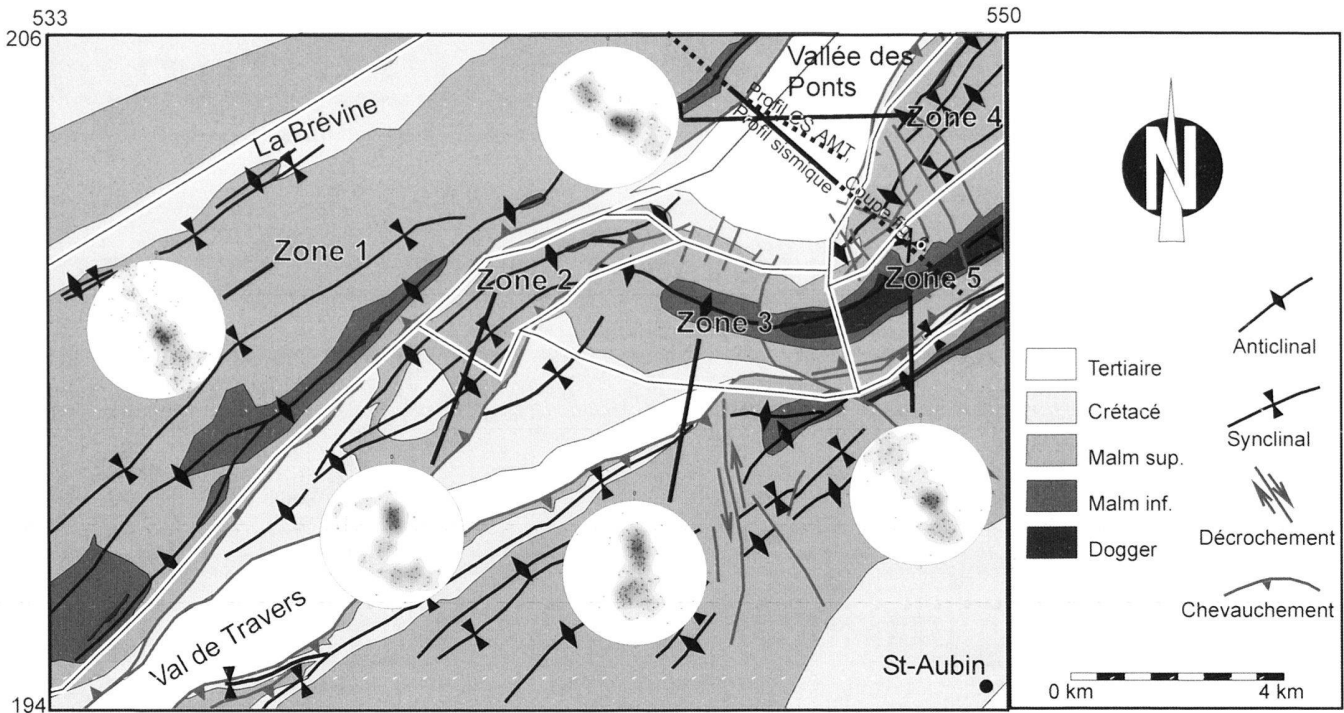 533
550
206
Vallée des
Ponts
La Brévine
Profil CS AMT
Profil sismique
Zone 4
Zone 1
Zone 2
Zone 5
Zone 3
Val de Travers
St-Aubin
194
N
Anticlinal
Synclinal
Décrochement
Chevauchement
Tertiaire
Crétacé
Malm sup.
Malm inf.
Dogger
0 km
4 km